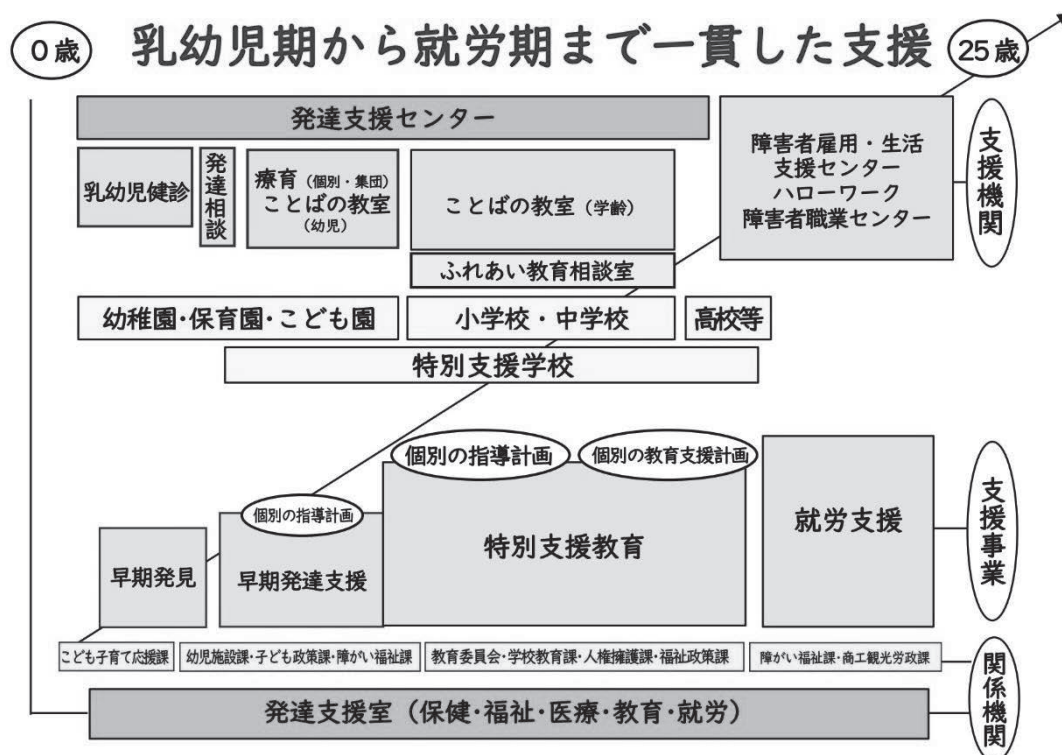 0歳
乳幼児期から就労期まで一貫した支援
25歳
発達支援センター
乳幼児健診
発達相談
療育(個別・集団)
ことばの教室
(幼児)
ことばの教室(学齢)
ふれあい教育相談室
障害者雇用・生活
支援センター
ハローワーク
障害者職業センター
支援機関
幼稚園・保育園・こども園
小学校・中学校
高校等
特別支援学校
個別の指導計画
個別の教育支援計画
個別の指導計画
早期発見
早期発達支援
特別支援教育
就労支援
支援事業
こども子育て応援課
幼児施設課・子ども政策課・障がい福祉課
教育委員会・学校教育課・人権擁護課・福祉政策課
障がい福祉課・商工観光労政課
発達支援室(保健・福祉・医療・教育・就労)
関係機関